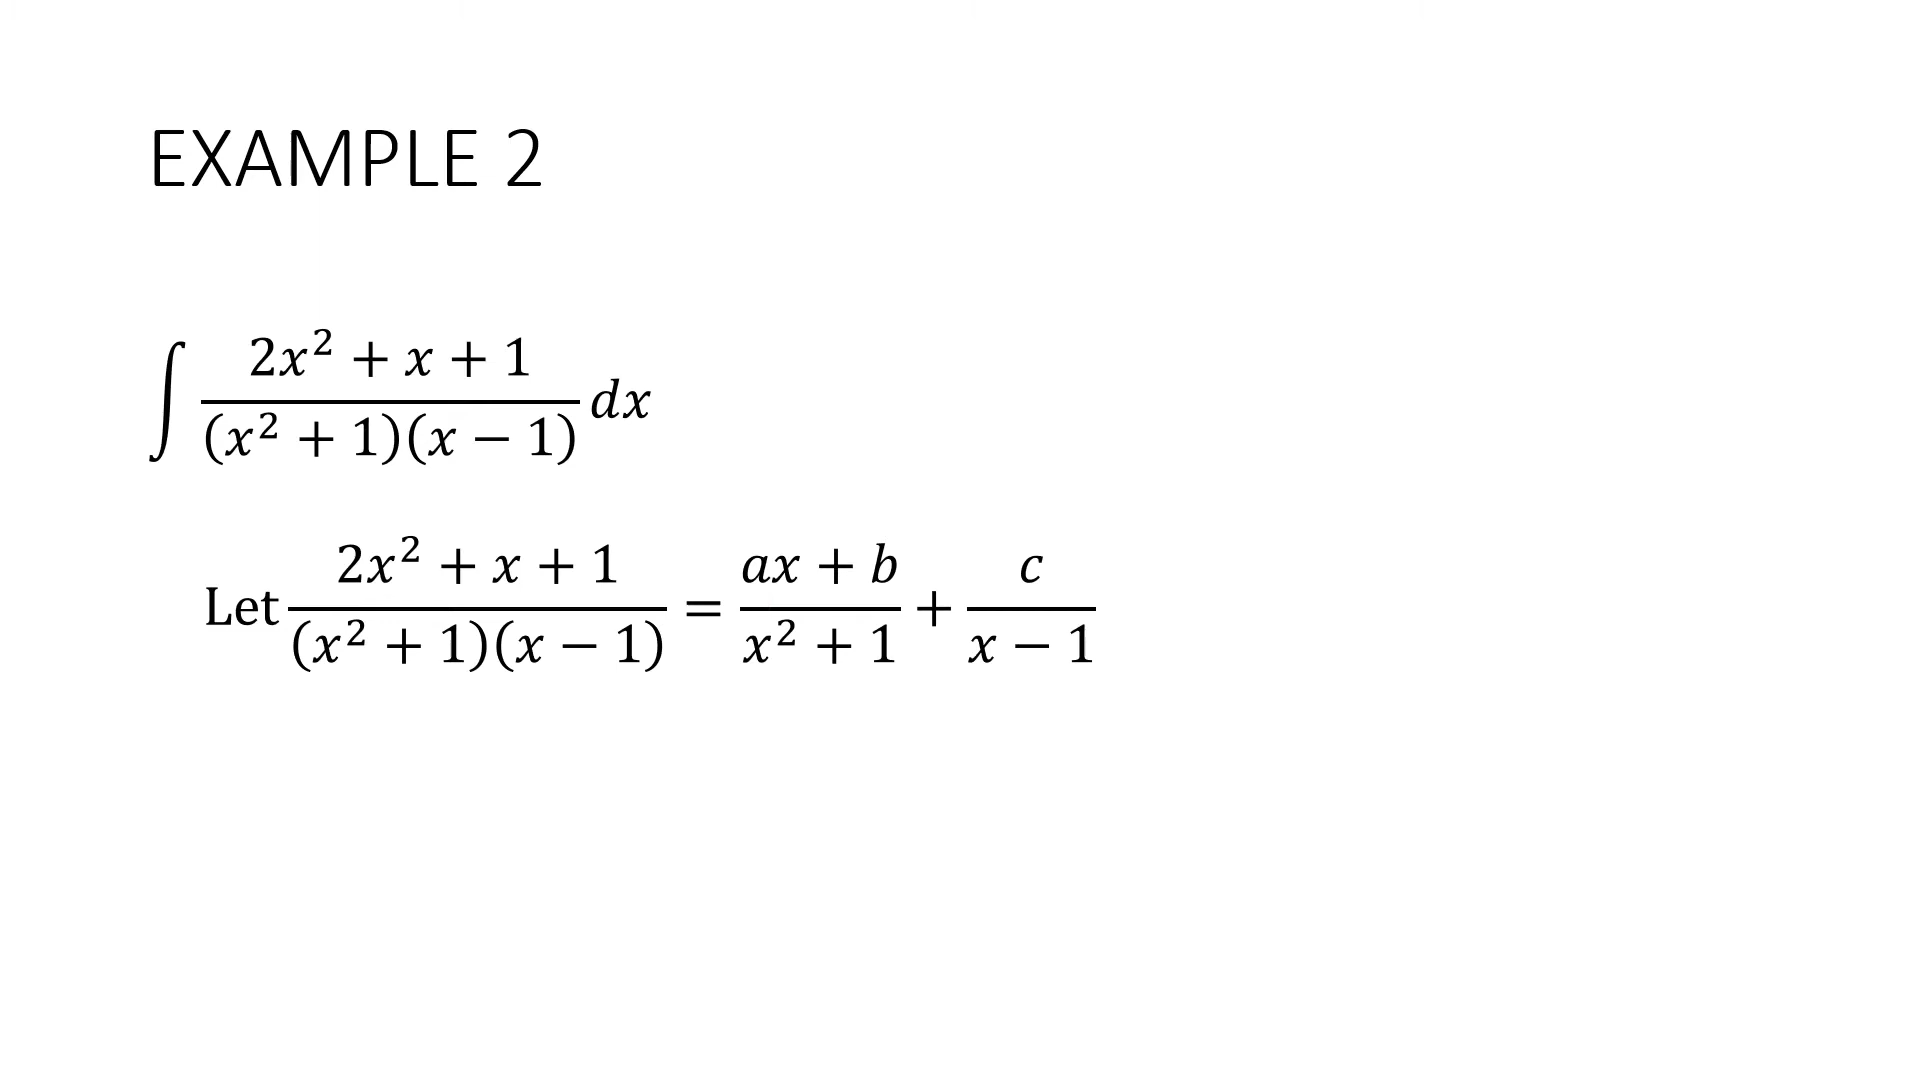 EXAMPLE 2
∫ (2x² + x + 1)/((x² + 1)(x − 1)) dx
Let (2x² + x + 1)/((x² + 1)(x − 1)) = (ax + b)/(x² + 1) + c/(x − 1)